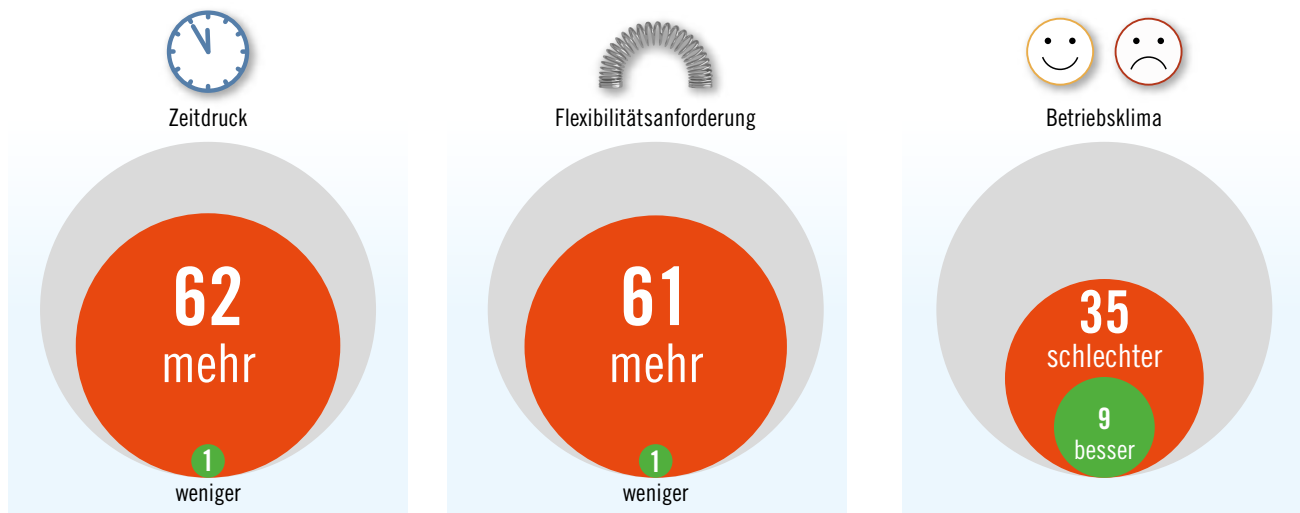 Zeitdruck
62
mehr
1
weniger
Flexibilitätsanforderung
61
mehr
1
weniger
Betriebsklima
35
schlechter
9
besser